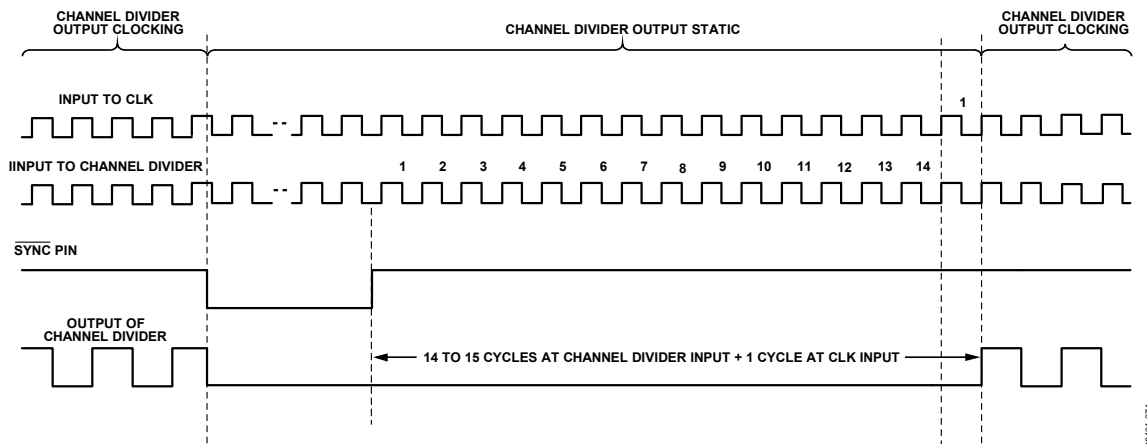 CHANNEL DIVIDER
OUTPUT CLOCKING
CHANNEL DIVIDER OUTPUT STATIC
CHANNEL DIVIDER
OUTPUT CLOCKING
INPUT TO CLK
1
IINPUT TO CHANNEL DIVIDER
1 2 3 4 5 6 7 8 9 10 11 12 13 14
SYNC PIN
OUTPUT OF
CHANNEL DIVIDER
14 TO 15 CYCLES AT CHANNEL DIVIDER INPUT + 1 CYCLE AT CLK INPUT